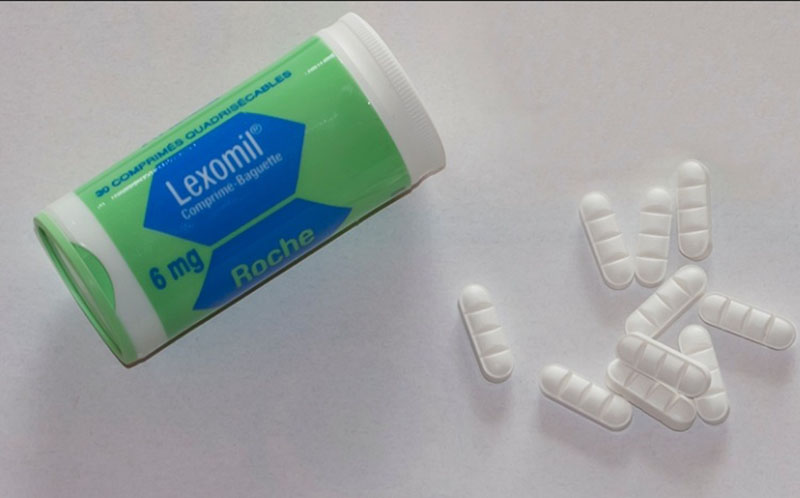 30 COMPRIMÉS QUADRISÉCABLES
Lexomil®
Comprimé-Baguette
6 mg
Roche